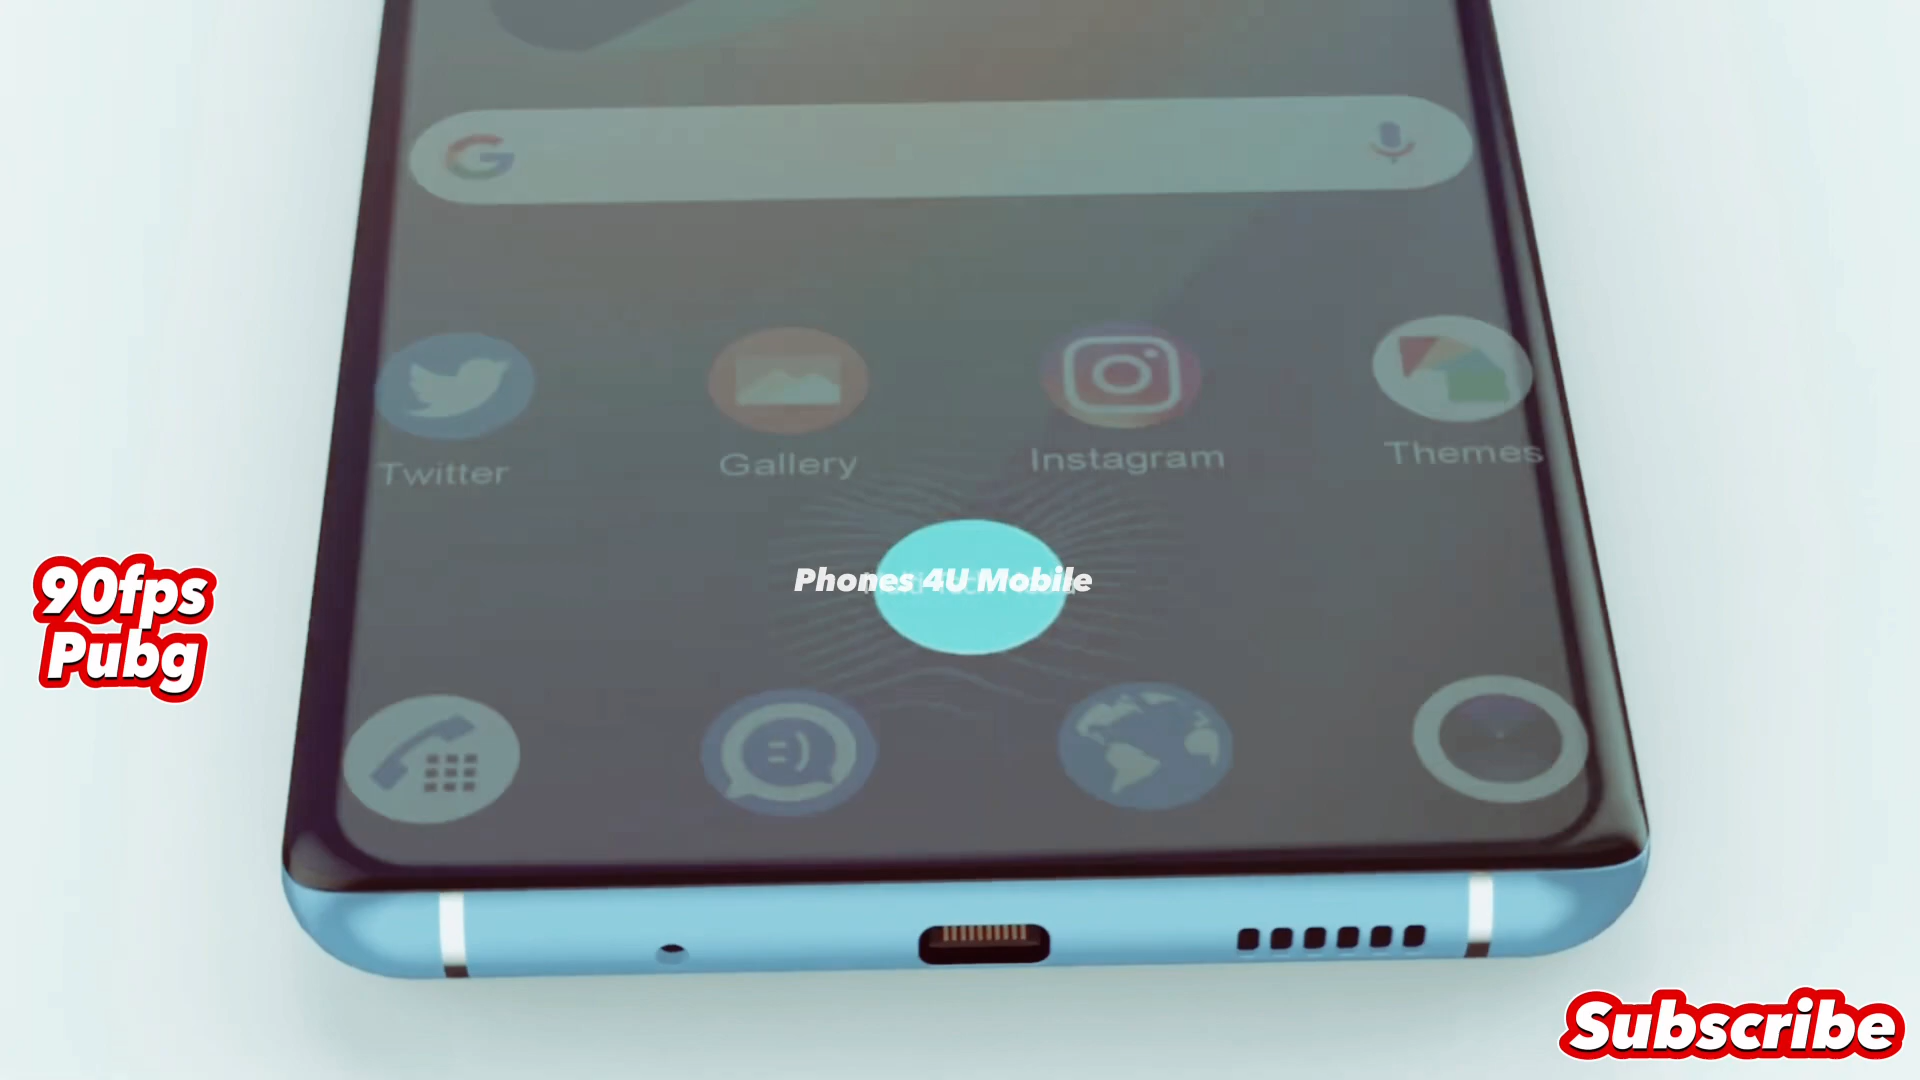 Twitter
Gallery
Instagram
Themes
Phones 4U Mobile
90fps
Pubg
Subscribe